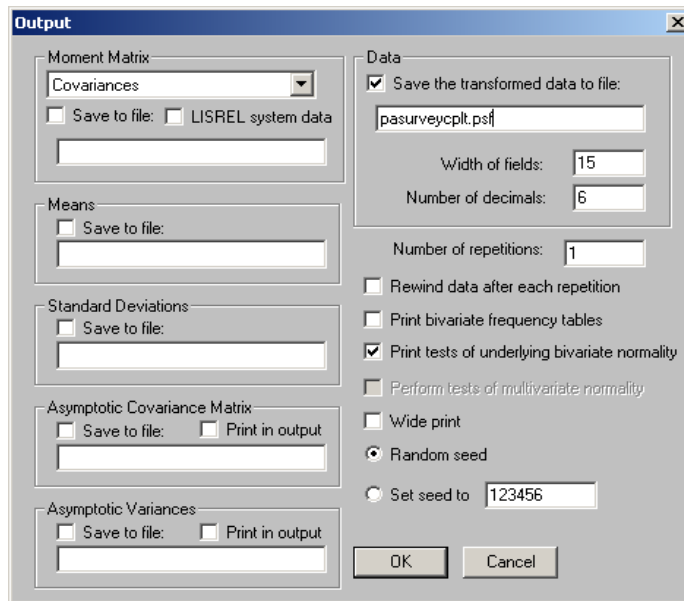 Output
Moment Matrix
Covariances
Save to file: LISREL system data
Means
Save to file:
Standard Deviations
Save to file:
Asymptotic Covariance Matrix
Save to file: Print in output
Asymptotic Variances
Save to file: Print in output
Data
Save the transformed data to file:
pasurveycplt.psf
Width of fields: 15
Number of decimals: 6
Number of repetitions: 1
Rewind data after each repetition
Print bivariate frequency tables
Print tests of underlying bivariate normality
Perform tests of multivariate normality
Wide print
Random seed
Set seed to 123456
OK Cancel